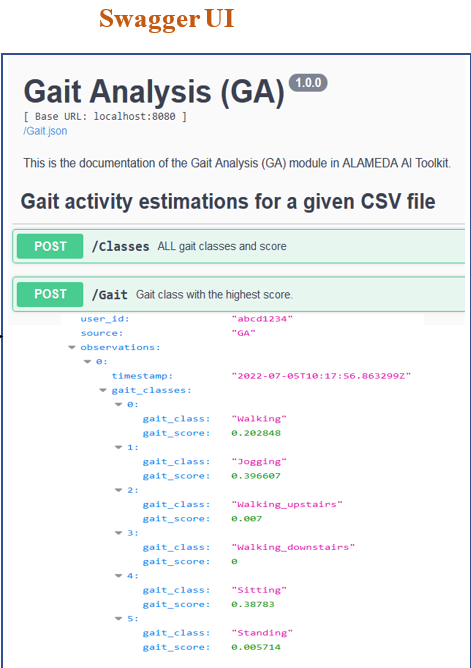 Swagger UI
Gait Analysis (GA) 1.0.0
[ Base URL: localhost:8080 ]
/Gait.json
This is the documentation of the Gait Analysis (GA) module in ALAMEDA AI Toolkit.
Gait activity estimations for a given CSV file
POST /Classes ALL gait classes and score
POST /Gait Gait class with the highest score.
user_id: "abcd1234"
source: "GA"
observations:
0:
timestamp: "2022-07-05T10:17:56.863299Z"
gait_classes:
0:
gait_class: "Walking"
gait_score: 0.202848
1:
gait_class: "Jogging"
gait_score: 0.396607
2:
gait_class: "Walking_upstairs"
gait_score: 0.007
3:
gait_class: "Walking_downstairs"
gait_score: 0
4:
gait_class: "Sitting"
gait_score: 0.38783
5:
gait_class: "Standing"
gait_score: 0.005714